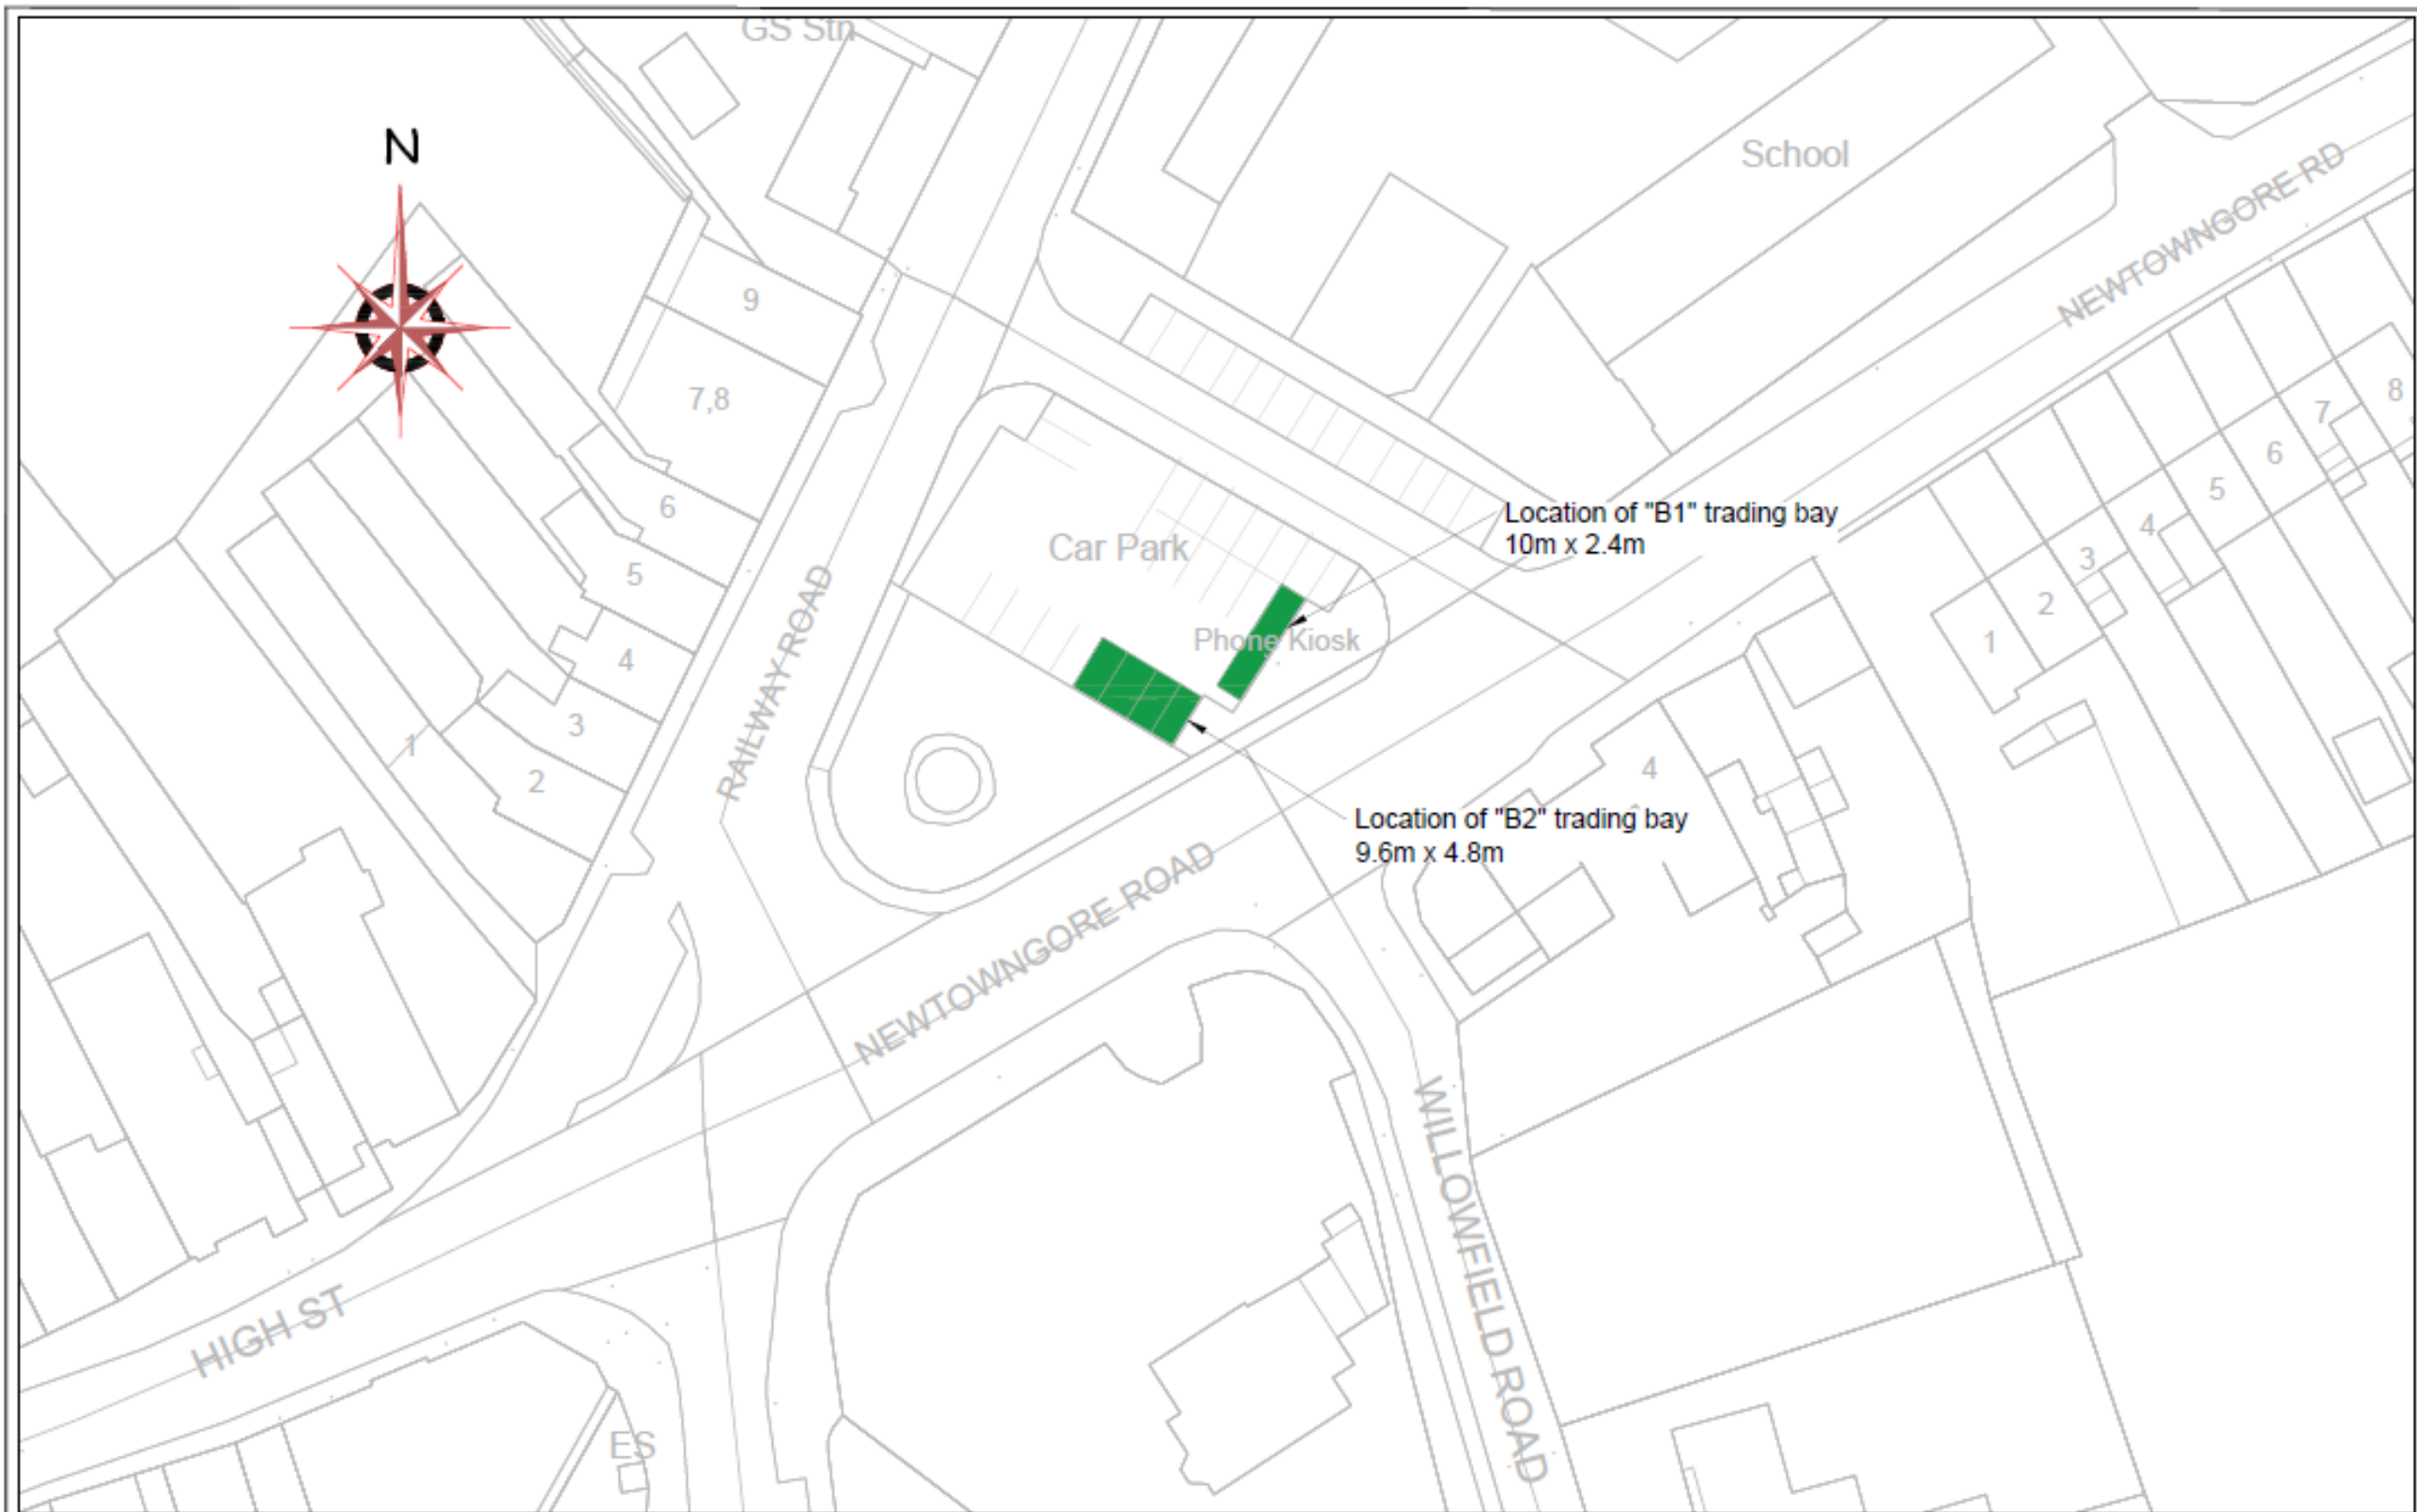 GS Stn
N
School
NEWTOWNGORE RD
9
7,8
8
7
6
5
4
3
2
1
6
5
4
3
2
1
Location of "B1" trading bay
10m x 2.4m
Car Park
Phone Kiosk
RAILWAY ROAD
4
Location of "B2" trading bay
9.6m x 4.8m
NEWTOWNGORE ROAD
WILLOWFIELD ROAD
HIGH ST
ES